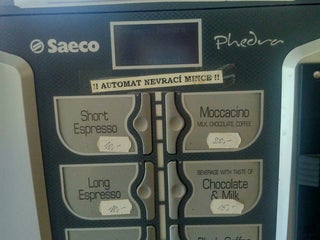 Saeco
Phedra
!! AUTOMAT NEVRACÍ MINCE !!
Short
Espresso
Moccacino
MILK, CHOCOLATE, COFFEE
Long
Espresso
BEVERAGE WITH TASTE OF
Chocolate
& Milk
Coffee